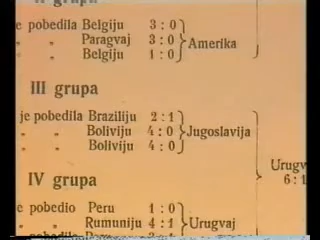 II grupa
je pobedila Belgiju 3:0
" " Paragvaj 3:0 Amerika
" " Belgiju 1:0
III grupa
je pobedila Braziliju 2:1
" " Boliviju 4:0 Jugoslavija
" " Boliviju 4:0
Urugv
6:1
IV grupa
e pobedio Peru 1:0
" " Rumuniju 4:1 Urugvaj